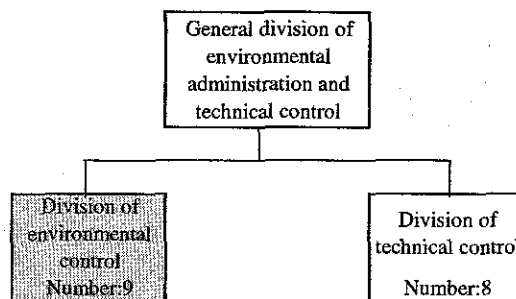 General division of
environmental
administration and
technical control
Division of
environmental
control
Number:9
Division of
technical control
Number:8